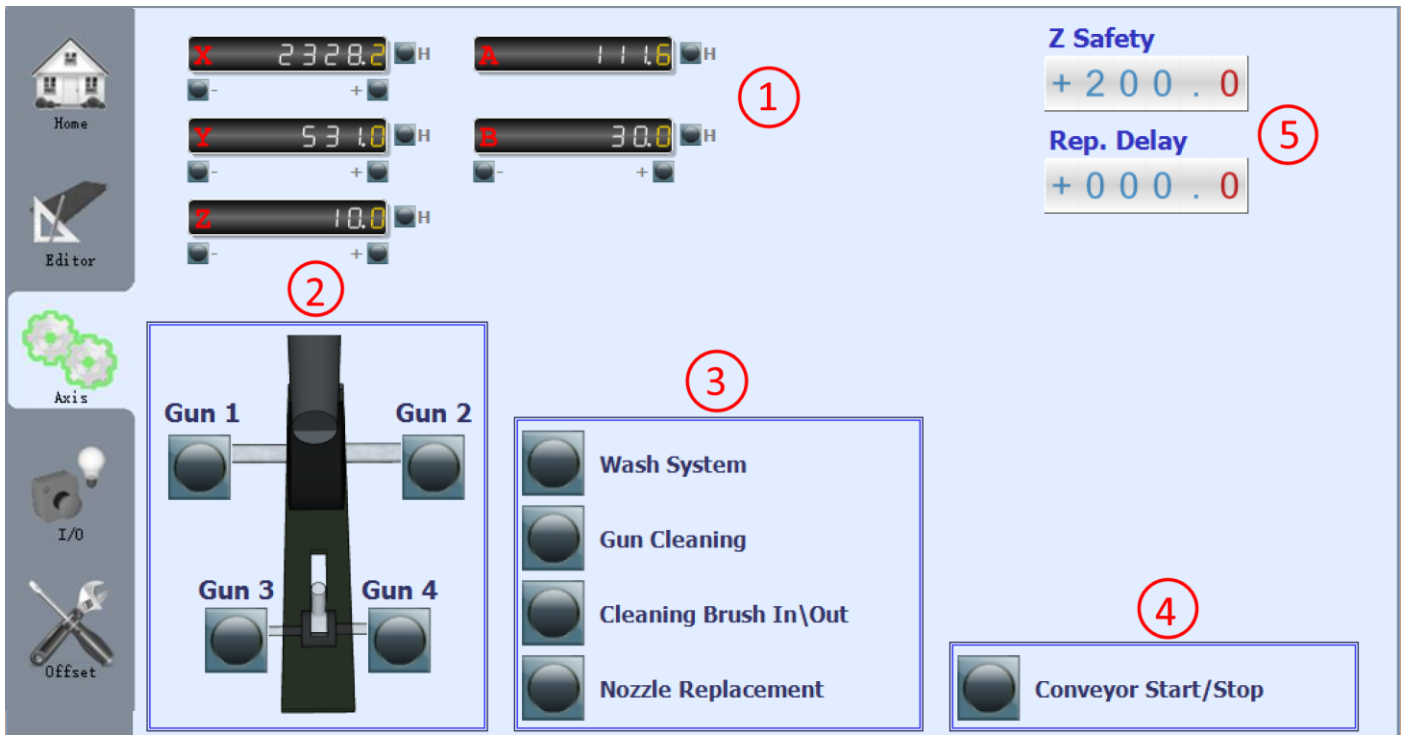 Home
Editor
Axis
I/O
Offset
X 2328.2 H
- +
Y 531.0 H
- +
Z 10.0 H
- +
A 111.6 H
B 30.0 H
- +
1
Z Safety
+200.0
Rep. Delay
+000.0
5
2
Gun 1 Gun 2
Gun 3 Gun 4
3
Wash System
Gun Cleaning
Cleaning Brush In\Out
Nozzle Replacement
4
Conveyor Start/Stop